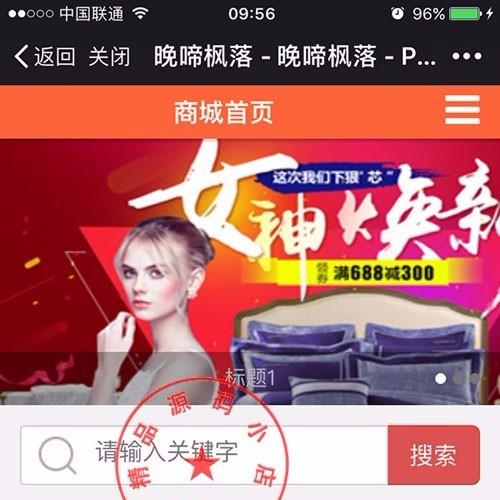 中国联通 09:56 96%
返回 关闭 晚啼枫落 - 晚啼枫落 - P...
商城首页
这次我们下狠“芯”
女神焕新
领券 满688减300
标题1
请输入关键字 搜索
精品源码小店